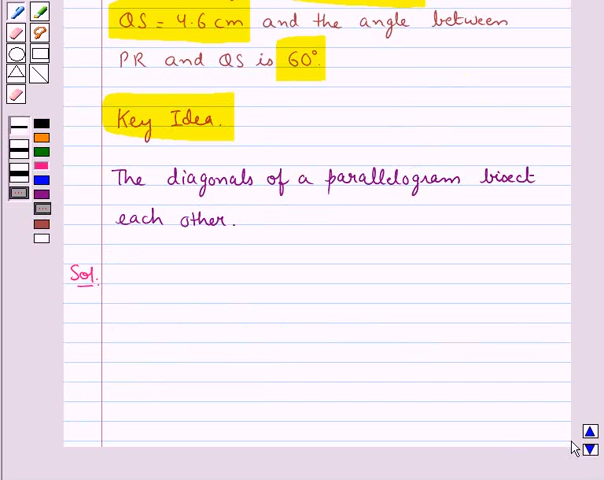 QS = 4.6 cm and the angle between
PR and QS is 60°.
Key Idea.
The diagonals of a parallelogram bisect
each other.
Sol.